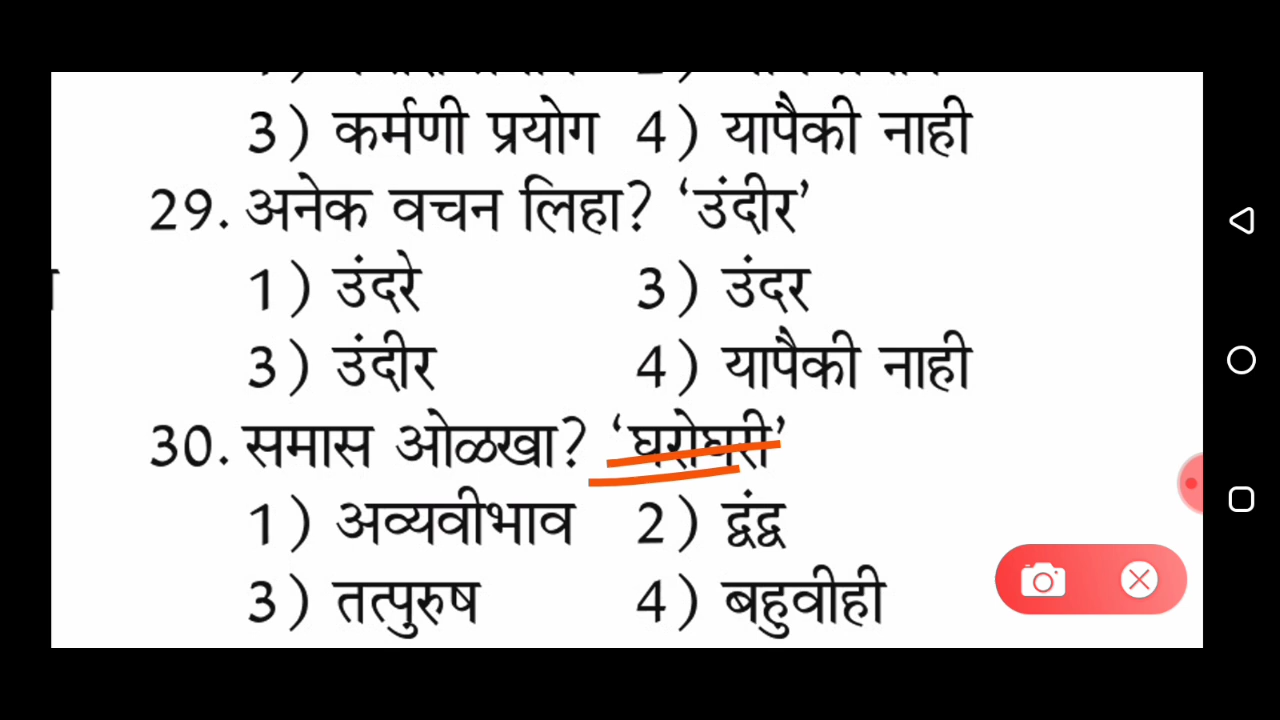 3) कर्मणी प्रयोग 4) यापैकी नाही
29. अनेक वचन लिहा? ‘उंदीर’
1) उंदरे 3) उंदर
3) उंदीर 4) यापैकी नाही
30. समास ओळखा? ‘घरोघरी’
1) अव्यवीभाव 2) द्वंद्व
3) तत्पुरुष 4) बहुवीही